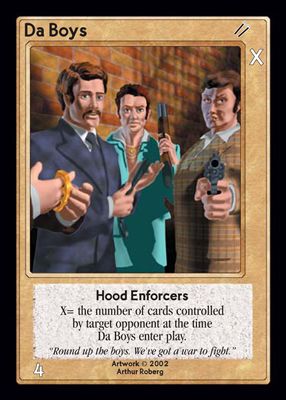 Da Boys
X
Hood Enforcers
X= the number of cards controlled
by target opponent at the time
Da Boys enter play.
"Round up the boys. We've got a war to fight."
4
Artwork © 2002
Arthur Roberg